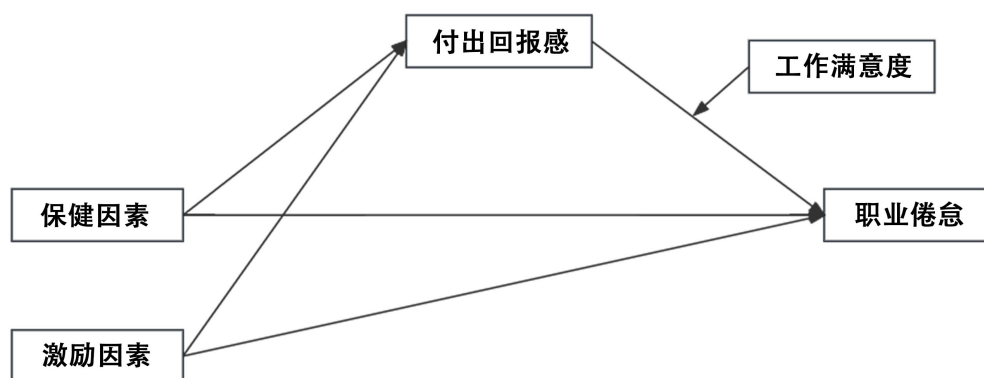 付出回报感
工作满意度
保健因素
职业倦怠
激励因素